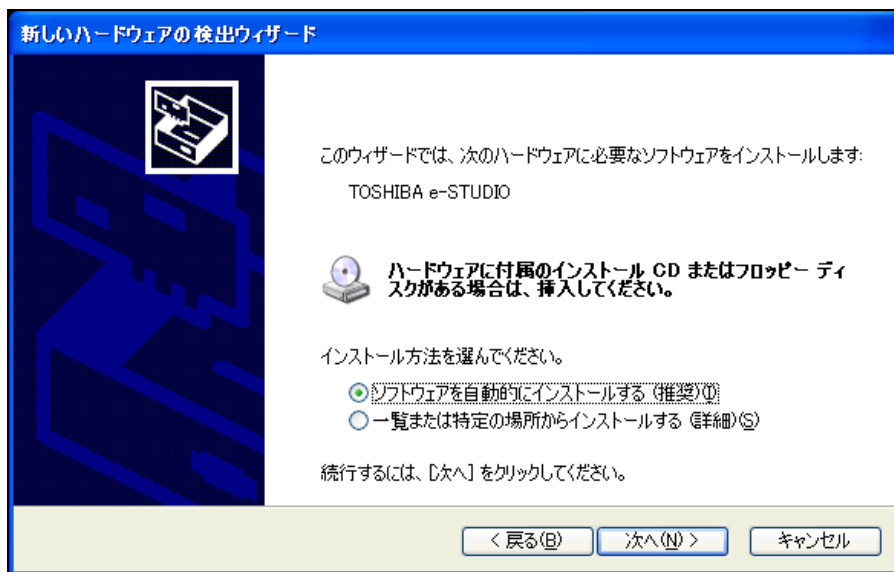 新しいハードウェアの検出ウィザード
このウィザードでは、次のハードウェアに必要なソフトウェアをインストールします:
TOSHIBA e-STUDIO
ハードウェアに付属のインストール CD またはフロッピー ディ
スクがある場合は、挿入してください。
インストール方法を選んでください。
ソフトウェアを自動的にインストールする (推奨)(I)
一覧または特定の場所からインストールする (詳細)(S)
続行するには、[次へ] をクリックしてください。
< 戻る(B) 次へ(N) > キャンセル